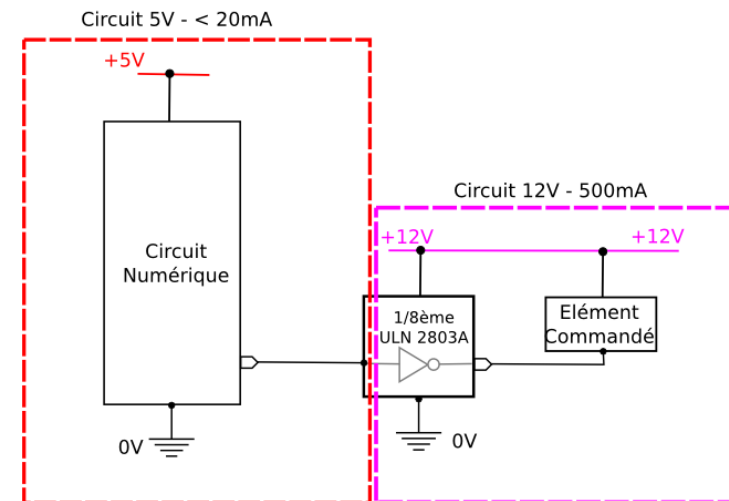 Circuit 5V - < 20mA
+5V
Circuit 12V - 500mA
+12V
+12V
Circuit
Numérique
1/8ème
ULN 2803A
Elément
Commandé
0V
0V